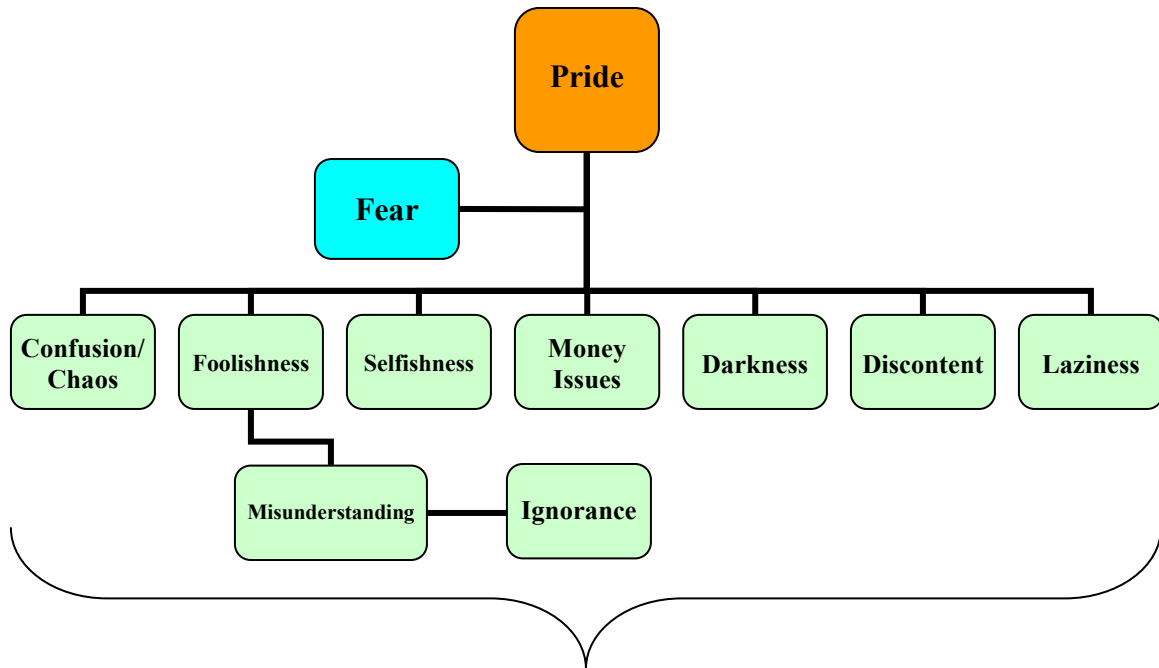 Pride
Fear
Confusion/
Chaos
Foolishness
Selfishness
Money
Issues
Darkness
Discontent
Laziness
Misunderstanding
Ignorance